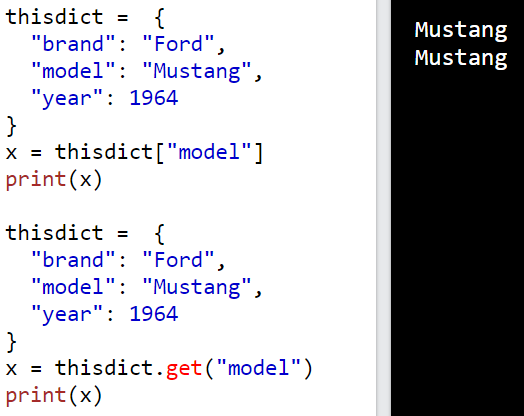 thisdict =  {
  "brand": "Ford",
  "model": "Mustang",
  "year": 1964
}
x = thisdict["model"]
print(x)

thisdict =  {
  "brand": "Ford",
  "model": "Mustang",
  "year": 1964
}
x = thisdict.get("model")
print(x)
Mustang
Mustang